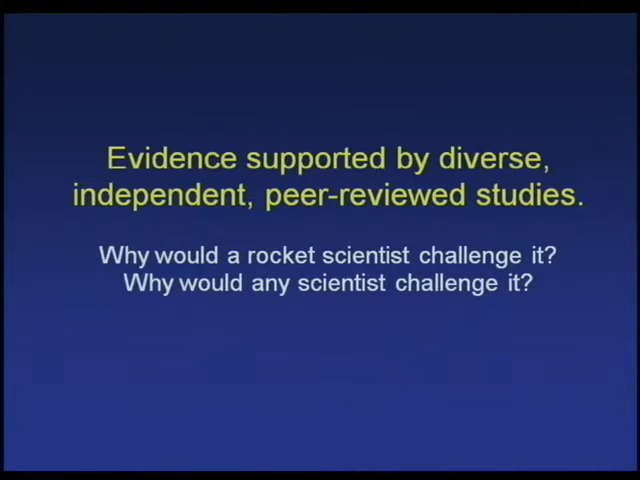 Evidence supported by diverse,
independent, peer-reviewed studies.
Why would a rocket scientist challenge it?
Why would any scientist challenge it?